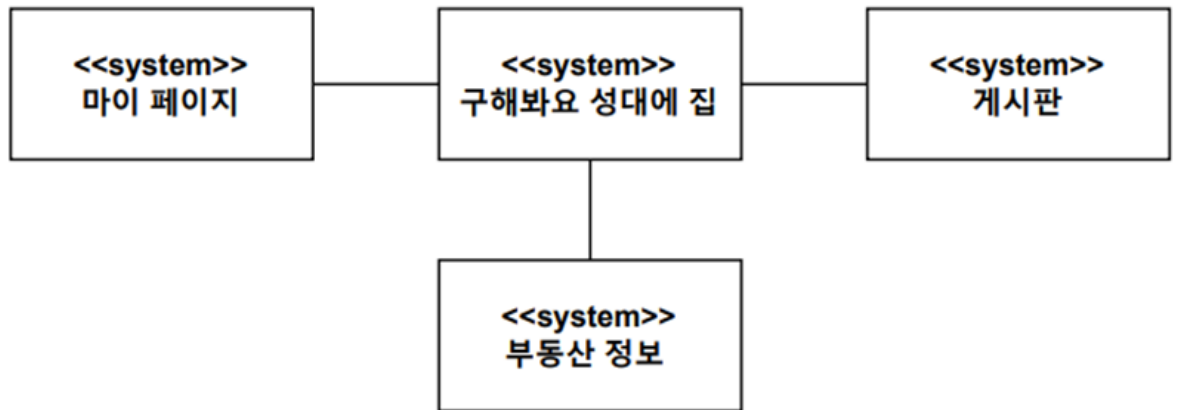 <<system>>
마이 페이지
<<system>>
구해봐요 성대에 집
<<system>>
게시판
<<system>>
부동산 정보